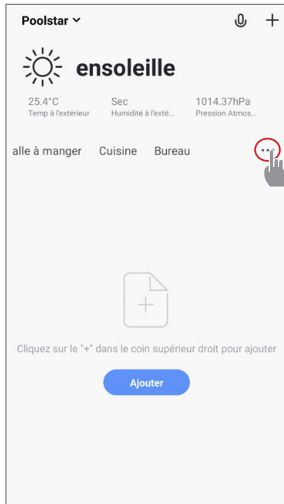 Poolstar
ensoleille
25.4°C Sec 1014.37hPa
Temp à l'extérieur Humidité à l'exté... Pression Atmos...
alle à manger Cuisine Bureau ...
Cliquez sur le "+" dans le coin supérieur droit pour ajouter
Ajouter